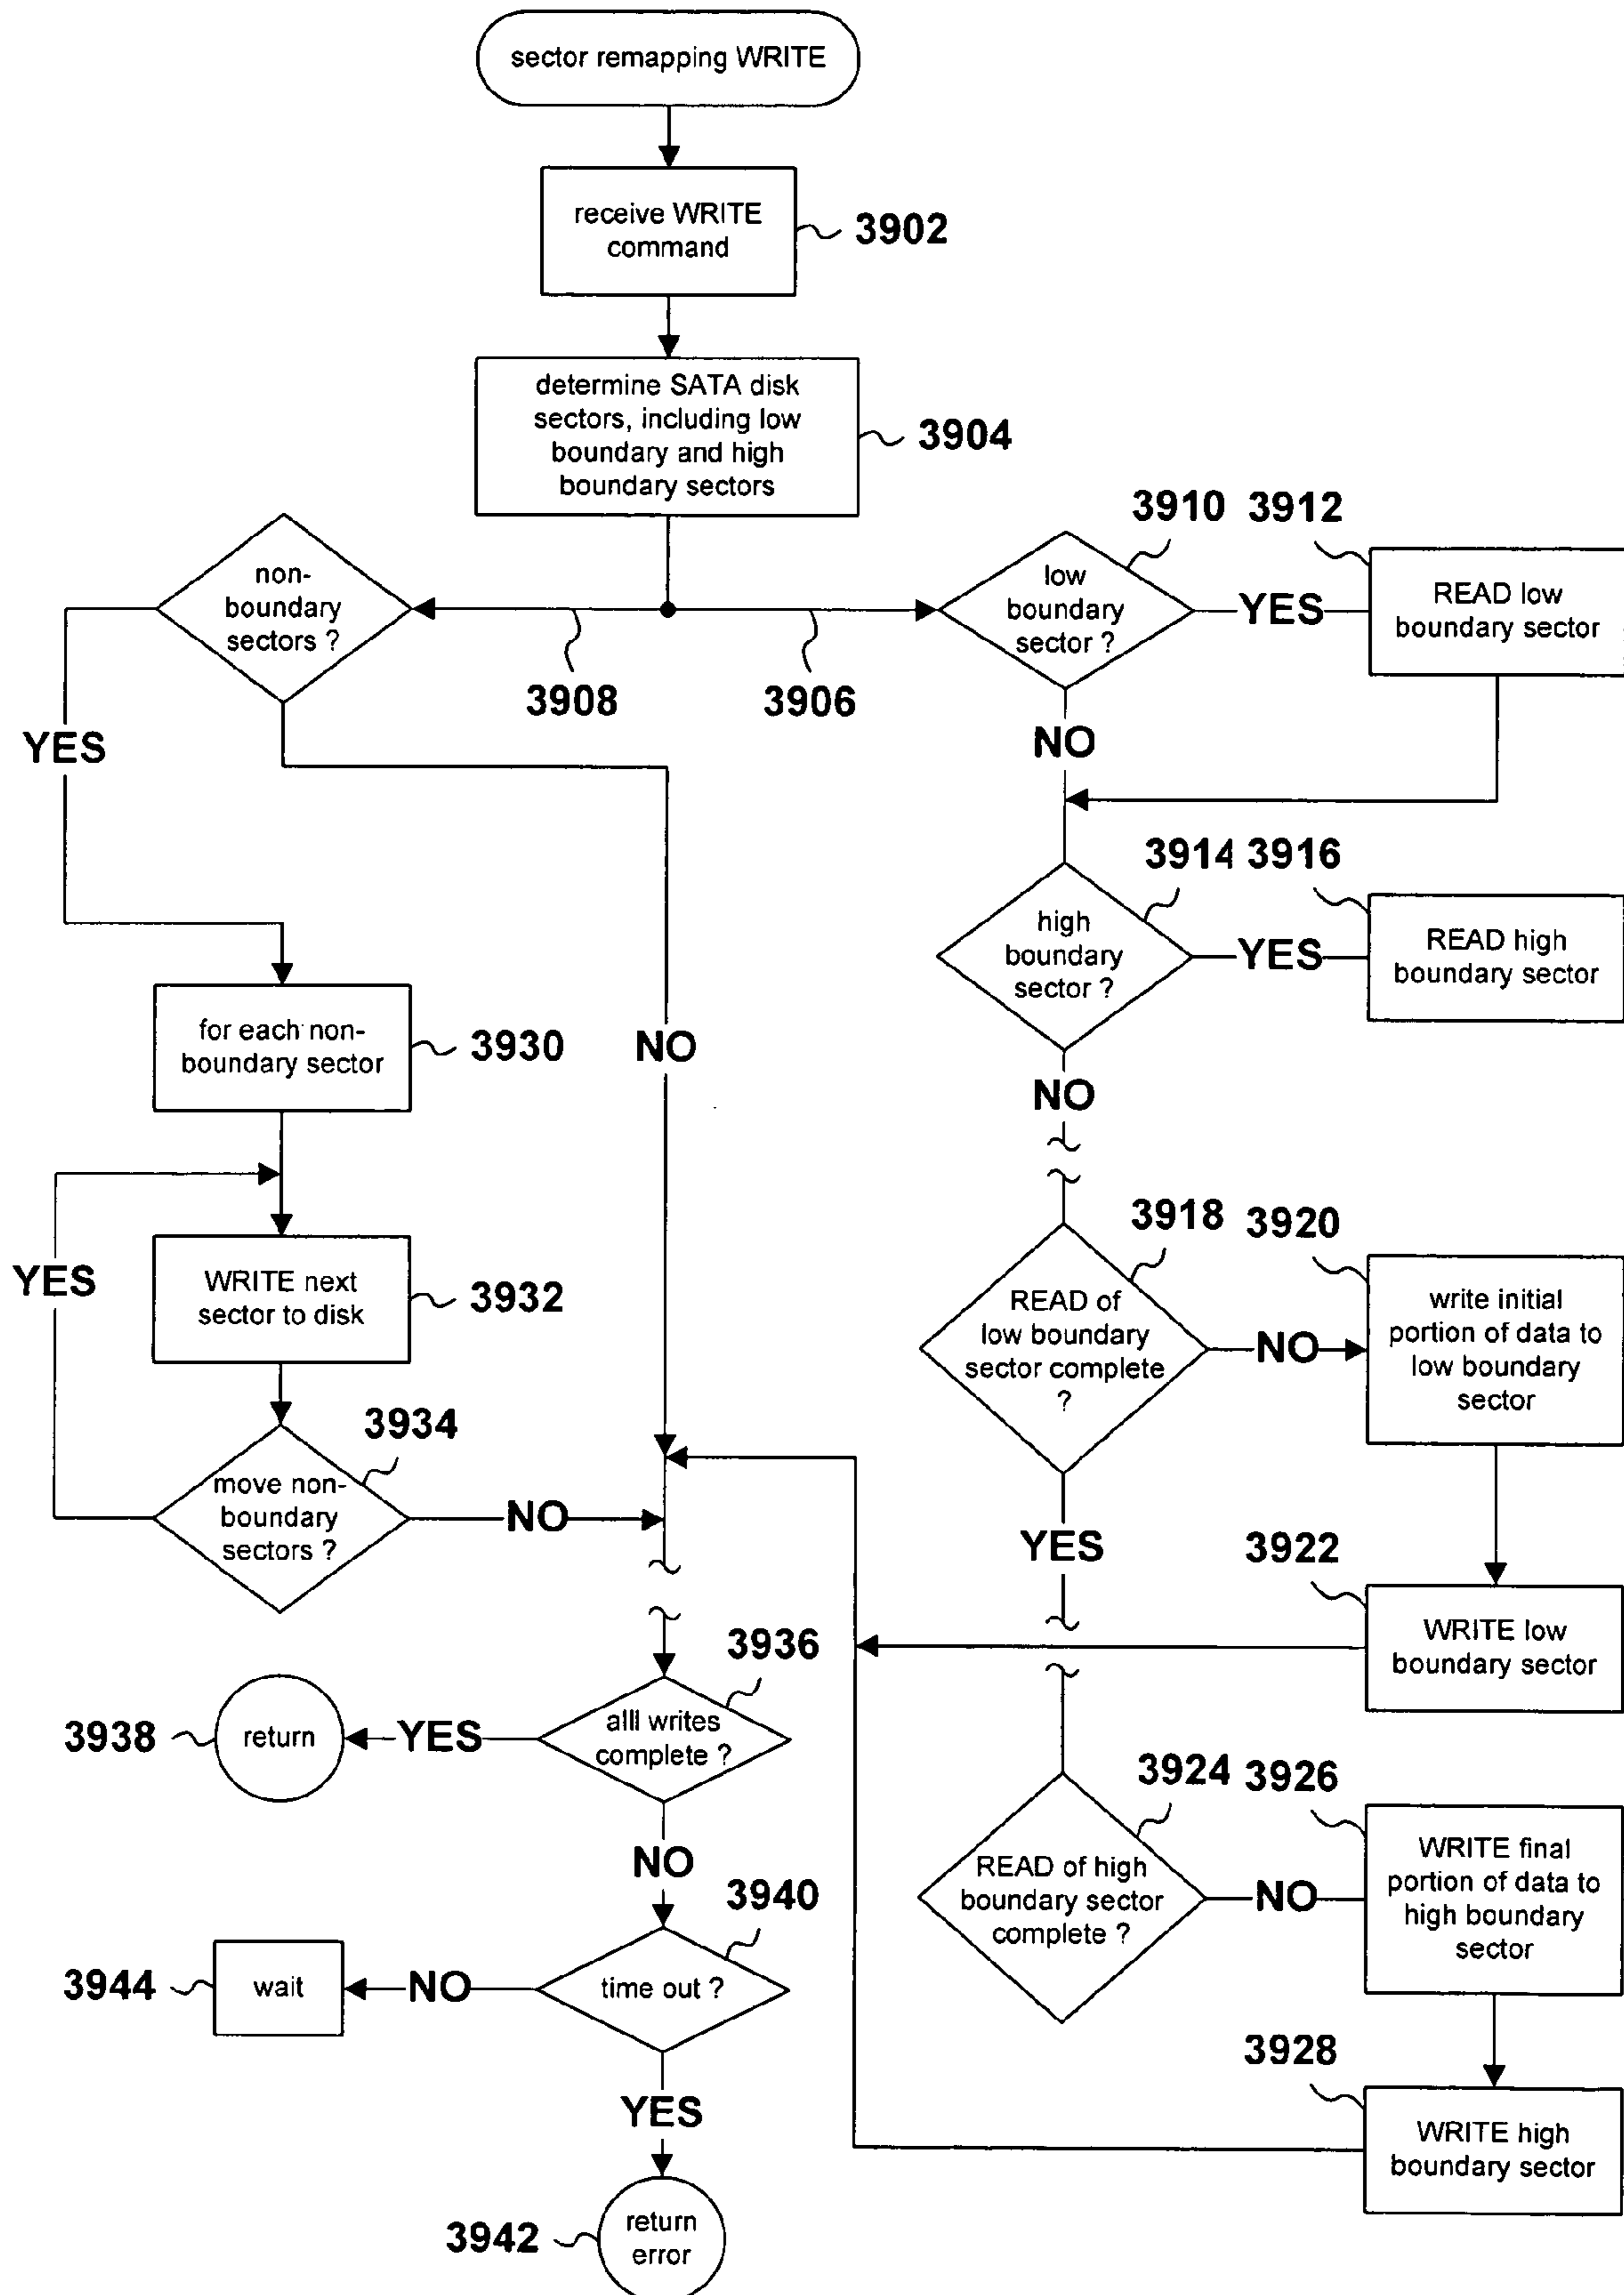 sector remapping WRITE
receive WRITE
command
3902
determine SATA disk
sectors, including low
boundary and high
boundary sectors
3904
non-
boundary
sectors ?
3908
3906
low
boundary
sector ?
3910
3912
YES
READ low
boundary sector
YES
NO
NO
high
boundary
sector ?
3914
3916
YES
READ high
boundary sector
NO
for each non-
boundary sector
3930
WRITE next
sector to disk
3932
YES
move non-
boundary
sectors ?
3934
NO
READ of
low boundary
sector complete
?
3918
3920
NO
write initial
portion of data to
low boundary
sector
YES
3922
WRITE low
boundary sector
alll writes
complete ?
3936
YES
return
3938
NO
time out ?
3940
NO
wait
3944
YES
return
error
3942
READ of high
boundary sector
complete ?
3924
3926
NO
WRITE final
portion of data to
high boundary
sector
3928
WRITE high
boundary sector